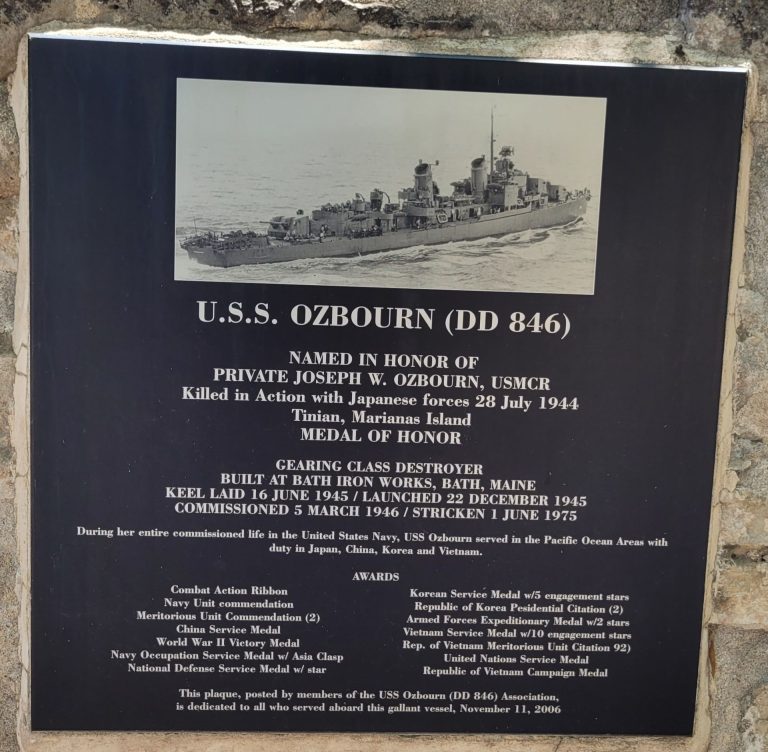 U.S.S. OZBOURN (DD 846)
NAMED IN HONOR OF
PRIVATE JOSEPH W. OZBOURN, USMCR
Killed in Action with Japanese forces 28 July 1944
Tinian, Marianas Island
MEDAL OF HONOR
GEARING CLASS DESTROYER
BUILT AT BATH IRON WORKS, BATH, MAINE
KEEL LAID 16 JUNE 1945 / LAUNCHED 22 DECEMBER 1945
COMMISSIONED 5 MARCH 1946 / STRICKEN 1 JUNE 1975
During her entire commissioned life in the United States Navy, USS Ozbourn served in the Pacific Ocean Areas with
duty in Japan, China, Korea and Vietnam.
AWARDS
Combat Action Ribbon
Navy Unit commendation
Meritorious Unit Commendation (2)
China Service Medal
World War II Victory Medal
Navy Occupation Service Medal w/ Asia Clasp
National Defense Service Medal w/ star
Korean Service Medal w/5 engagement stars
Republic of Korea Pesidential Citation (2)
Armed Forces Expeditionary Medal w/2 stars
Vietnam Service Medal w/10 engagement stars
Rep. of Vietnam Meritorious Unit Citation 92)
United Nations Service Medal
Republic of Vietnam Campaign Medal
This plaque, posted by members of the USS Ozbourn (DD 846) Association,
is dedicated to all who served aboard this gallant vessel, November 11, 2006